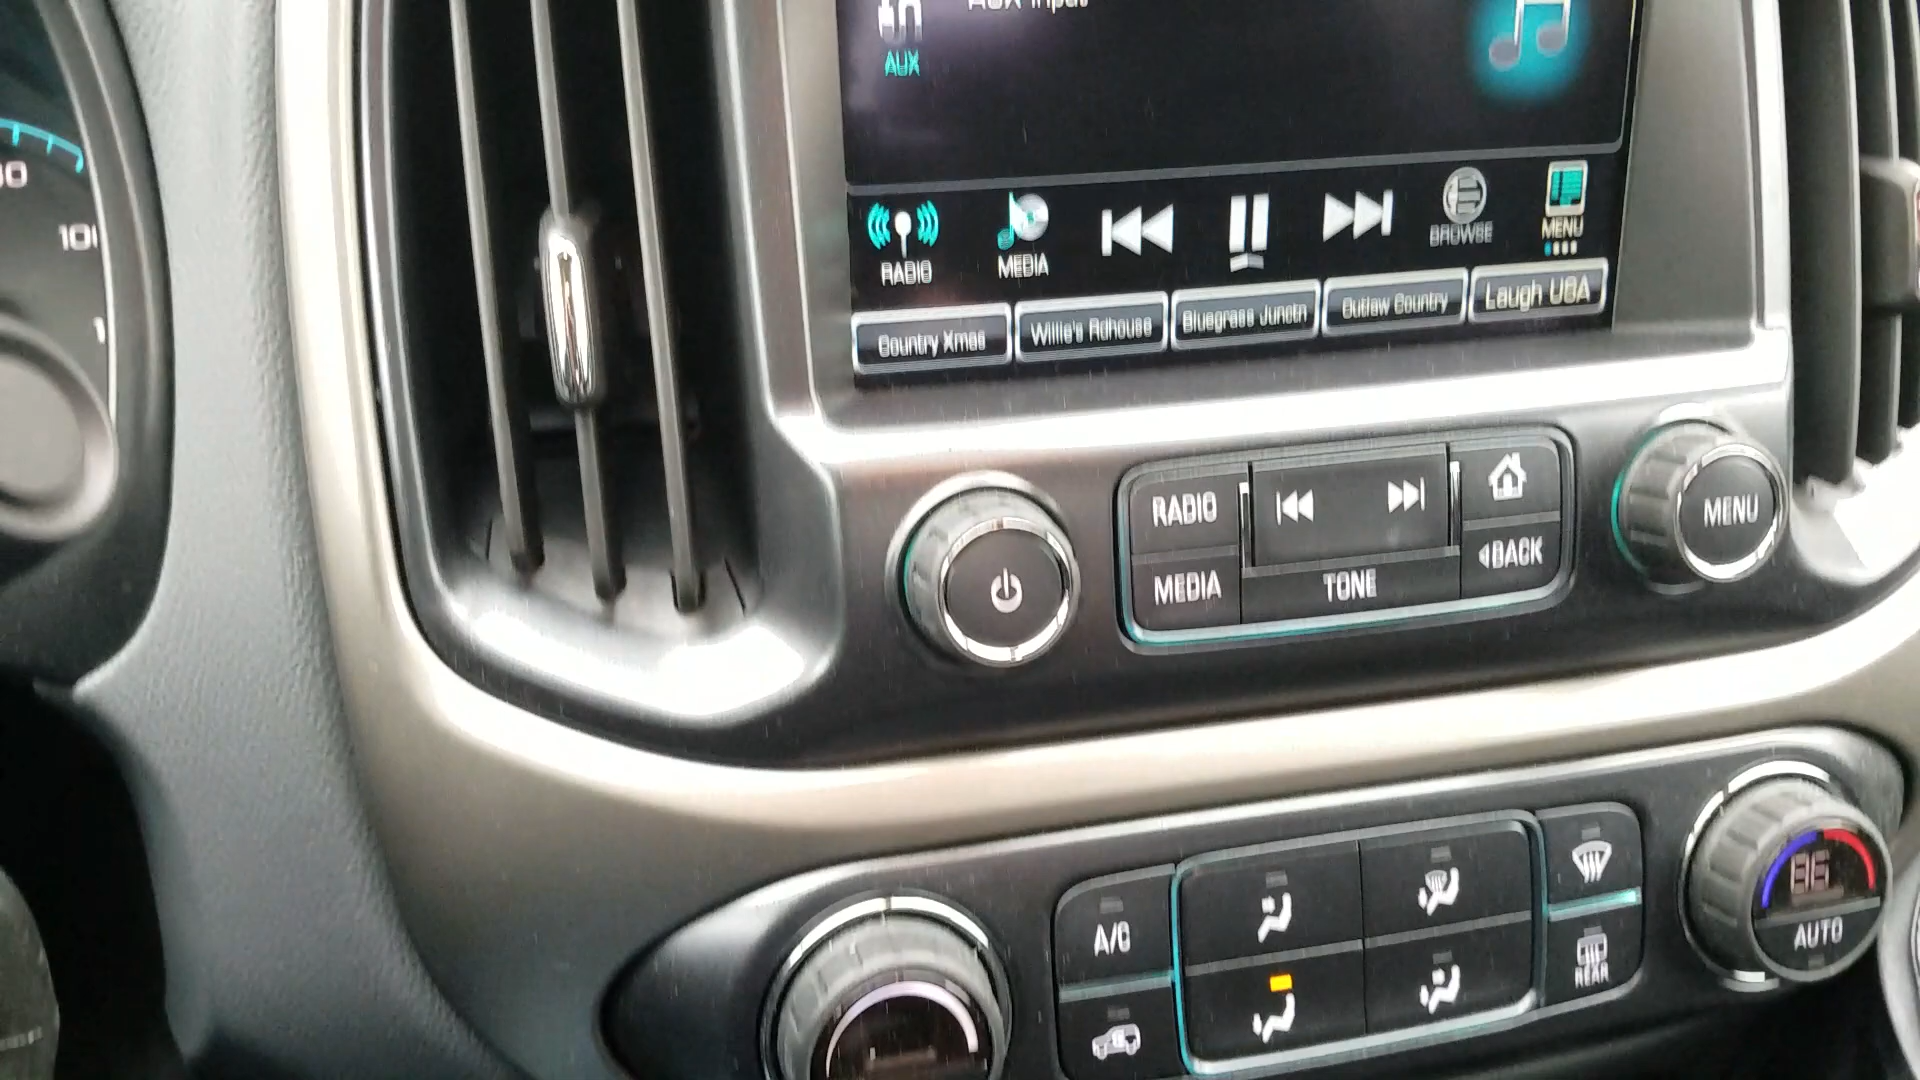 AUX Input
AUX
RADIO
MEDIA
BROWSE
MENU
Country Xmas
Willie's Rdhouse
Bluegrass Junctn
Outlaw Country
Laugh USA
100
RADIO
MEDIA
TONE
BACK
MENU
A/C
REAR
86
AUTO